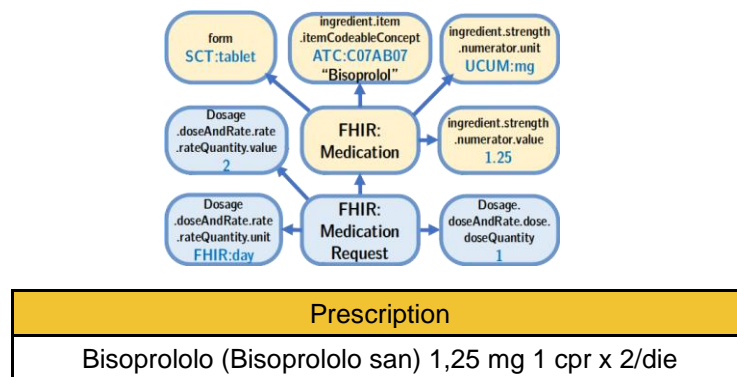 form
SCT:tablet
ingredient.item
.itemCodeableConcept
ATC:C07AB07
“Bisoprolol”
ingredient.strength
.numerator.unit
UCUM:mg
Dosage
.doseAndRate.rate
.rateQuantity.value
2
FHIR:
Medication
ingredient.strength
.numerator.value
1.25
Dosage
.doseAndRate.rate
.rateQuantity.unit
FHIR:day
FHIR:
Medication
Request
Dosage.
doseAndRate.dose.
doseQuantity
1
Prescription
Bisoprololo (Bisoprololo san) 1,25 mg 1 cpr x 2/die